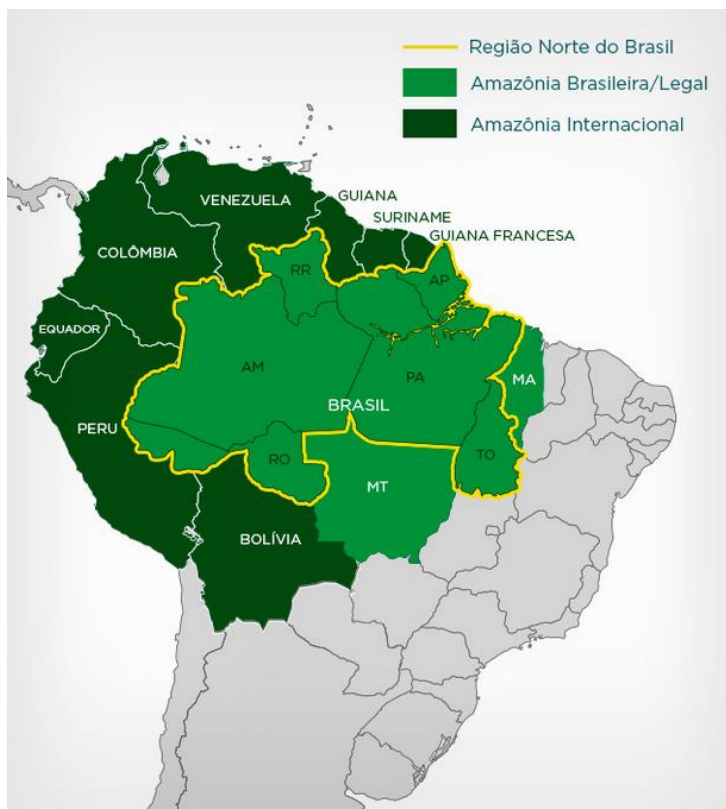 Região Norte do Brasil
Amazônia Brasileira/Legal
Amazônia Internacional
VENEZUELA
GUIANA
SURINAME
GUIANA FRANCESA
COLÔMBIA
RR
AP
EQUADOR
AM
PA
MA
BRASIL
PERU
RO
TO
MT
BOLÍVIA